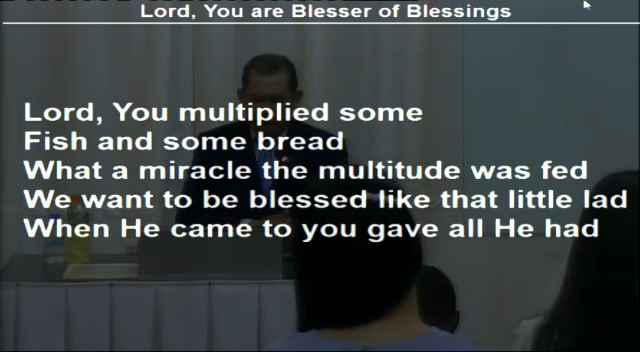 Lord, You are Blesser of Blessings
Lord, You multiplied some
Fish and some bread
What a miracle the multitude was fed
We want to be blessed like that little lad
When He came to you gave all He had